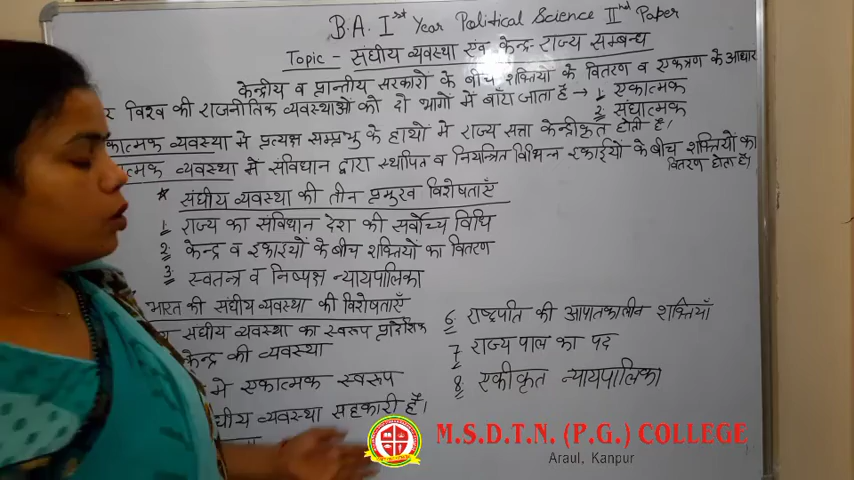 B.A. Ist Year Political Science IInd Paper
Topic - संघीय व्यवस्था एवं केन्द्र-राज्य सम्बन्ध
केन्द्रीय व प्रान्तीय सरकारों के बीच शक्तियों के वितरण व एकत्रण के आधार
र विश्व की राजनीतिक व्यवस्थाओं को दो भागों में बाँटा जाता है → 1. एकात्मक
2. संघात्मक
कात्मक व्यवस्था में प्रत्यक्ष सम्प्रभु के हाथों में राज्य सत्ता केन्द्रीकृत होती है।
त्मक व्यवस्था में संविधान द्वारा स्थापित व नियन्त्रित विभिन्न इकाईयों के बीच शक्तियों का
वितरण होता है।
* संघीय व्यवस्था की तीन प्रमुख विशेषताएँ
1. राज्य का संविधान देश की सर्वोच्च विधि
2. केन्द्र व इकाइयों के बीच शक्तियों का वितरण
3. स्वतन्त्र व निष्पक्ष न्यायपालिका
भारत की संघीय व्यवस्था की विशेषताएँ
संघीय व्यवस्था का स्वरूप प्रादेशिक
केन्द्र की व्यवस्था
में एकात्मक स्वरूप
घीय व्यवस्था सहकारी है।
6. राष्ट्रपति की आपातकालीन शक्तियाँ
7. राज्यपाल का पद
8. एकीकृत न्यायपालिका
M.S.D.T.N. (P.G.) COLLEGE
Araul, Kanpur